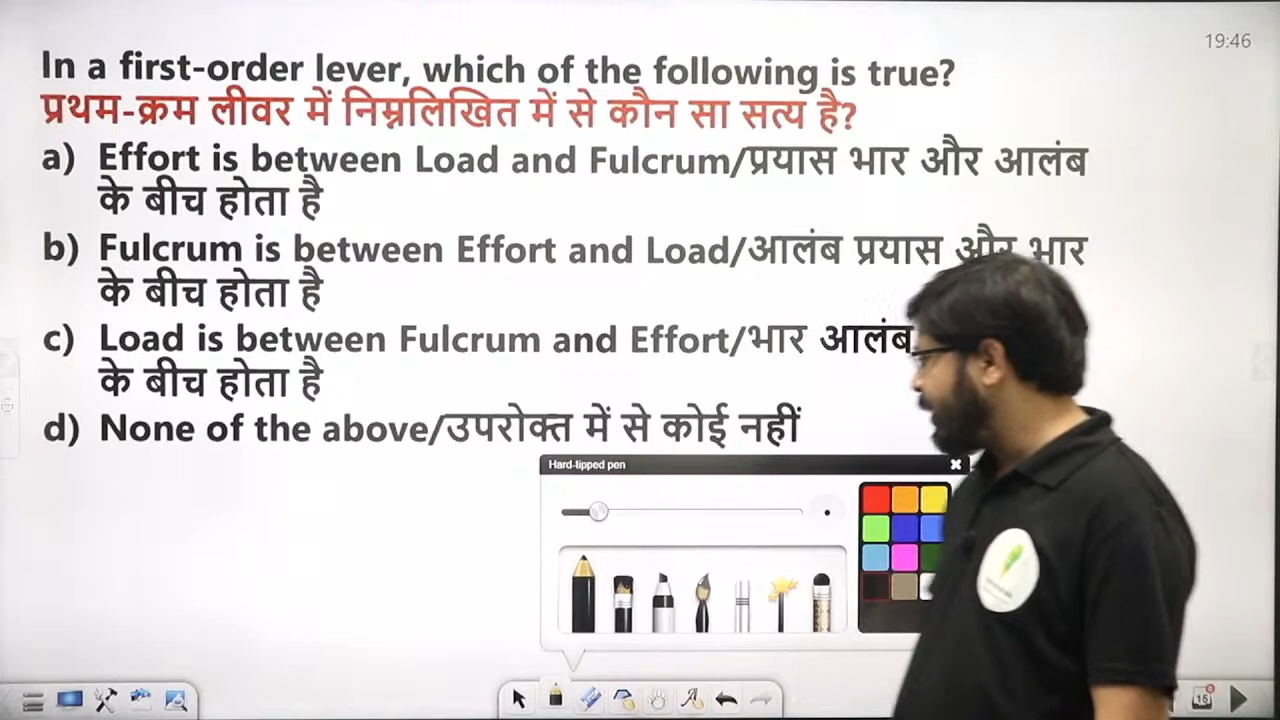 19:46
In a first-order lever, which of the following is true?
प्रथम-क्रम लीवर में निम्नलिखित में से कौन सा सत्य है?
a) Effort is between Load and Fulcrum/प्रयास भार और आलंब
के बीच होता है
b) Fulcrum is between Effort and Load/आलंब प्रयास और भार
के बीच होता है
c) Load is between Fulcrum and Effort/भार आलंब
के बीच होता है
d) None of the above/उपरोक्त में से कोई नहीं
Hard-tipped pen
15